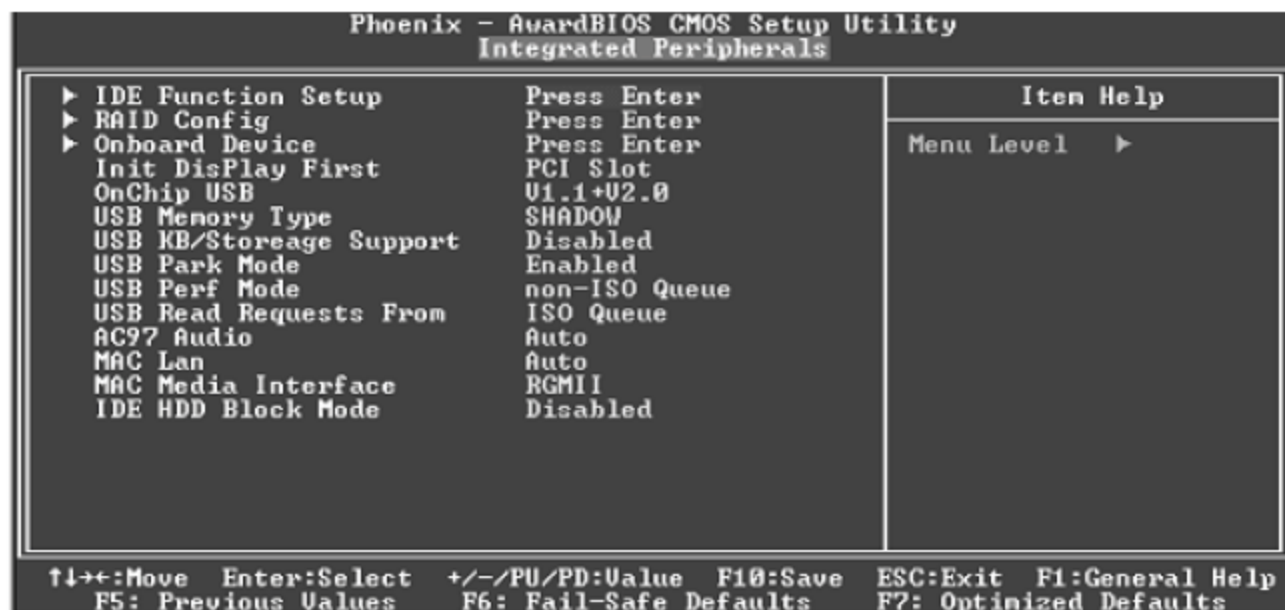 Phoenix - AwardBIOS CMOS Setup Utility
Integrated Peripherals
▶ IDE Function Setup Press Enter
▶ RAID Config Press Enter
▶ Onboard Device Press Enter
Init DisPlay First PCI Slot
OnChip USB V1.1+V2.0
USB Memory Type SHADOW
USB KB/Storeage Support Disabled
USB Park Mode Enabled
USB Perf Mode non-ISO Queue
USB Read Requests From ISO Queue
AC97 Audio Auto
MAC Lan Auto
MAC Media Interface RGMII
IDE HDD Block Mode Disabled
Item Help
Menu Level ▶
↑↓→←:Move Enter:Select +/-/PU/PD:Value F10:Save ESC:Exit F1:General Help
F5: Previous Values F6: Fail-Safe Defaults F7: Optimized Defaults